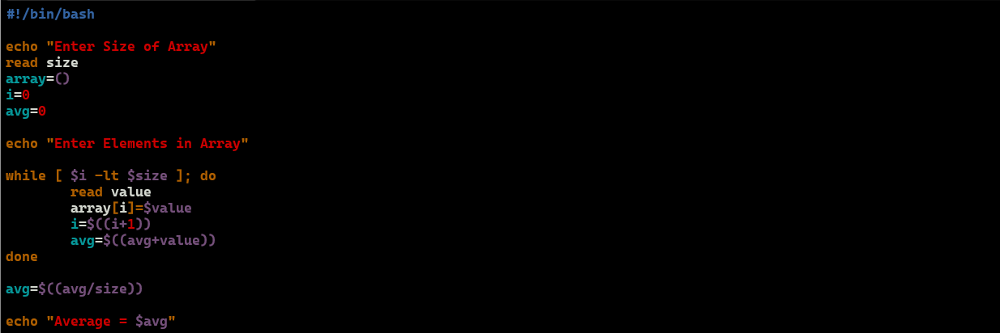 #!/bin/bash
echo "Enter Size of Array"
read size
array=()
i=0
avg=0
echo "Enter Elements in Array"
while [ $i -lt $size ]; do
read value
array[i]=$value
i=$((i+1))
avg=$((avg+value))
done
avg=$((avg/size))
echo "Average = $avg"